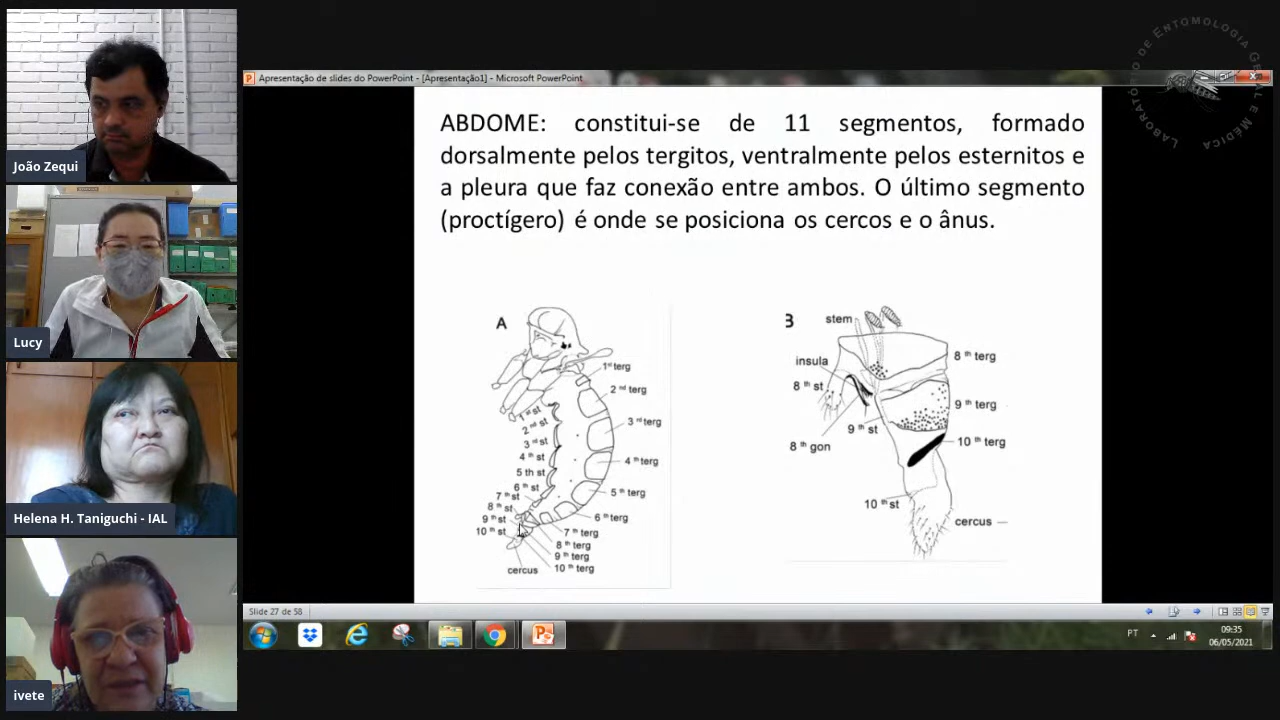 João Zequi
Lucy
Helena H. Taniguchi - IAL
ivete
LABORATÓRIO DE ENTOMOLOGIA GERAL E MÉDICA
Apresentação de slides do PowerPoint - [Apresentação1] - Microsoft PowerPoint
ABDOME: constitui-se de 11 segmentos, formado
dorsalmente pelos tergitos, ventralmente pelos esternitos e
a pleura que faz conexão entre ambos. O último segmento
(proctígero) é onde se posiciona os cercos e o ânus.
A
1st terg
2nd terg
3rd terg
4th terg
5th terg
6th terg
7th terg
8th terg
9th terg
10th terg
1st st
2nd st
3rd st
4th st
5th st
6th st
7th st
8th st
9th st
10th st
cercus
B
stem
insula
8th st
8th gon
9th st
10th st
8th terg
9th terg
10th terg
cercus
Slide 27 de 58
PT
09:35
06/05/2021